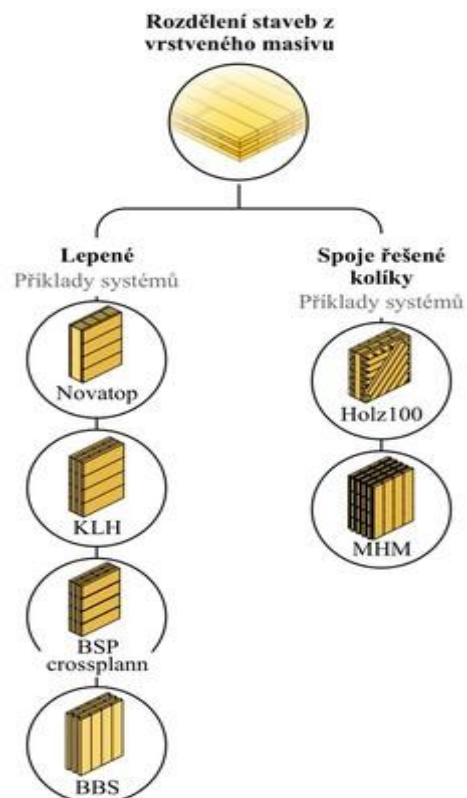 Rozdělení staveb z
vrstveného masivu
Lepené
Příklady systémů
Novatop
KLH
BSP
crossplann
BBS
Spoje řešené
kolíky
Příklady systémů
Holz100
MHM